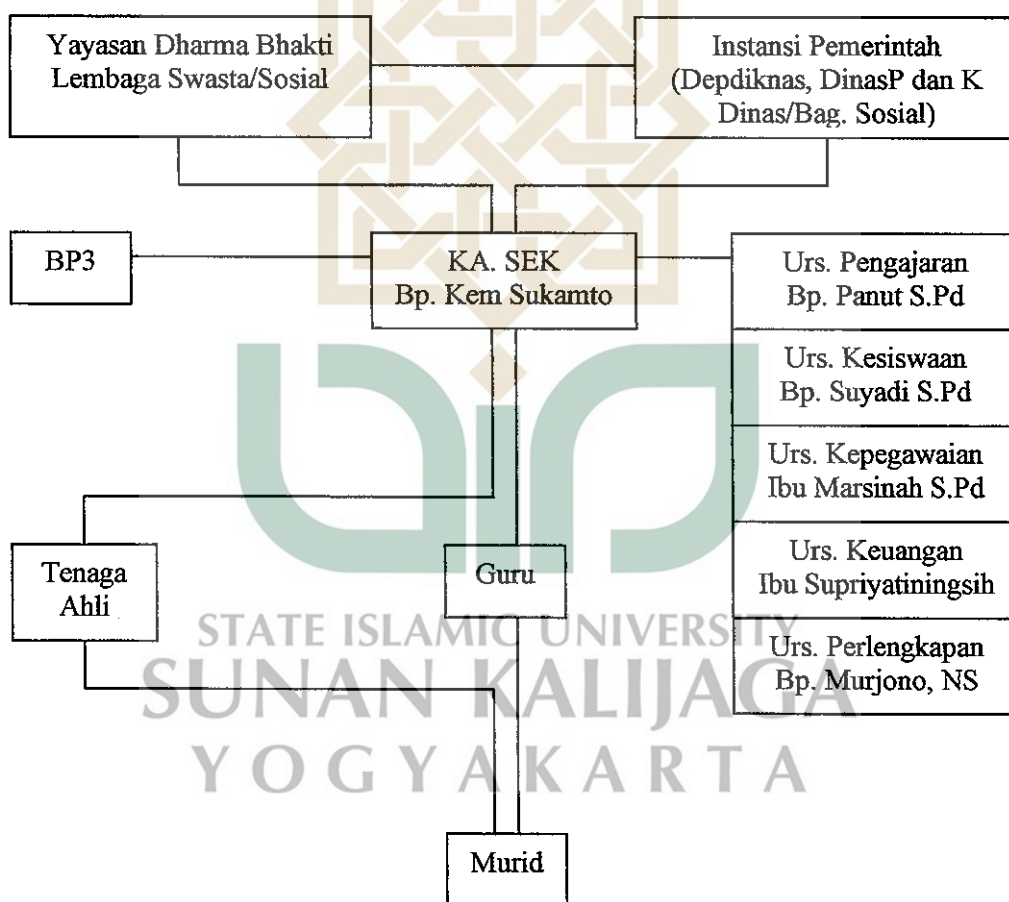 Yayasan Dharma Bhakti
Lembaga Swasta/Sosial
Instansi Pemerintah
(Depdiknas, DinasP dan K
Dinas/Bag. Sosial)
BP3
KA. SEK
Bp. Kem Sukamto
Urs. Pengajaran
Bp. Panut S.Pd
Urs. Kesiswaan
Bp. Suyadi S.Pd
Urs. Kepegawaian
Ibu Marsinah S.Pd
Urs. Keuangan
Ibu Supriyatiningsih
Urs. Perlengkapan
Bp. Murjono, NS
Tenaga
Ahli
Guru
STATE ISLAMIC UNIVERSITY
SUNAN KALIJAGA
YOGYAKARTA
Murid